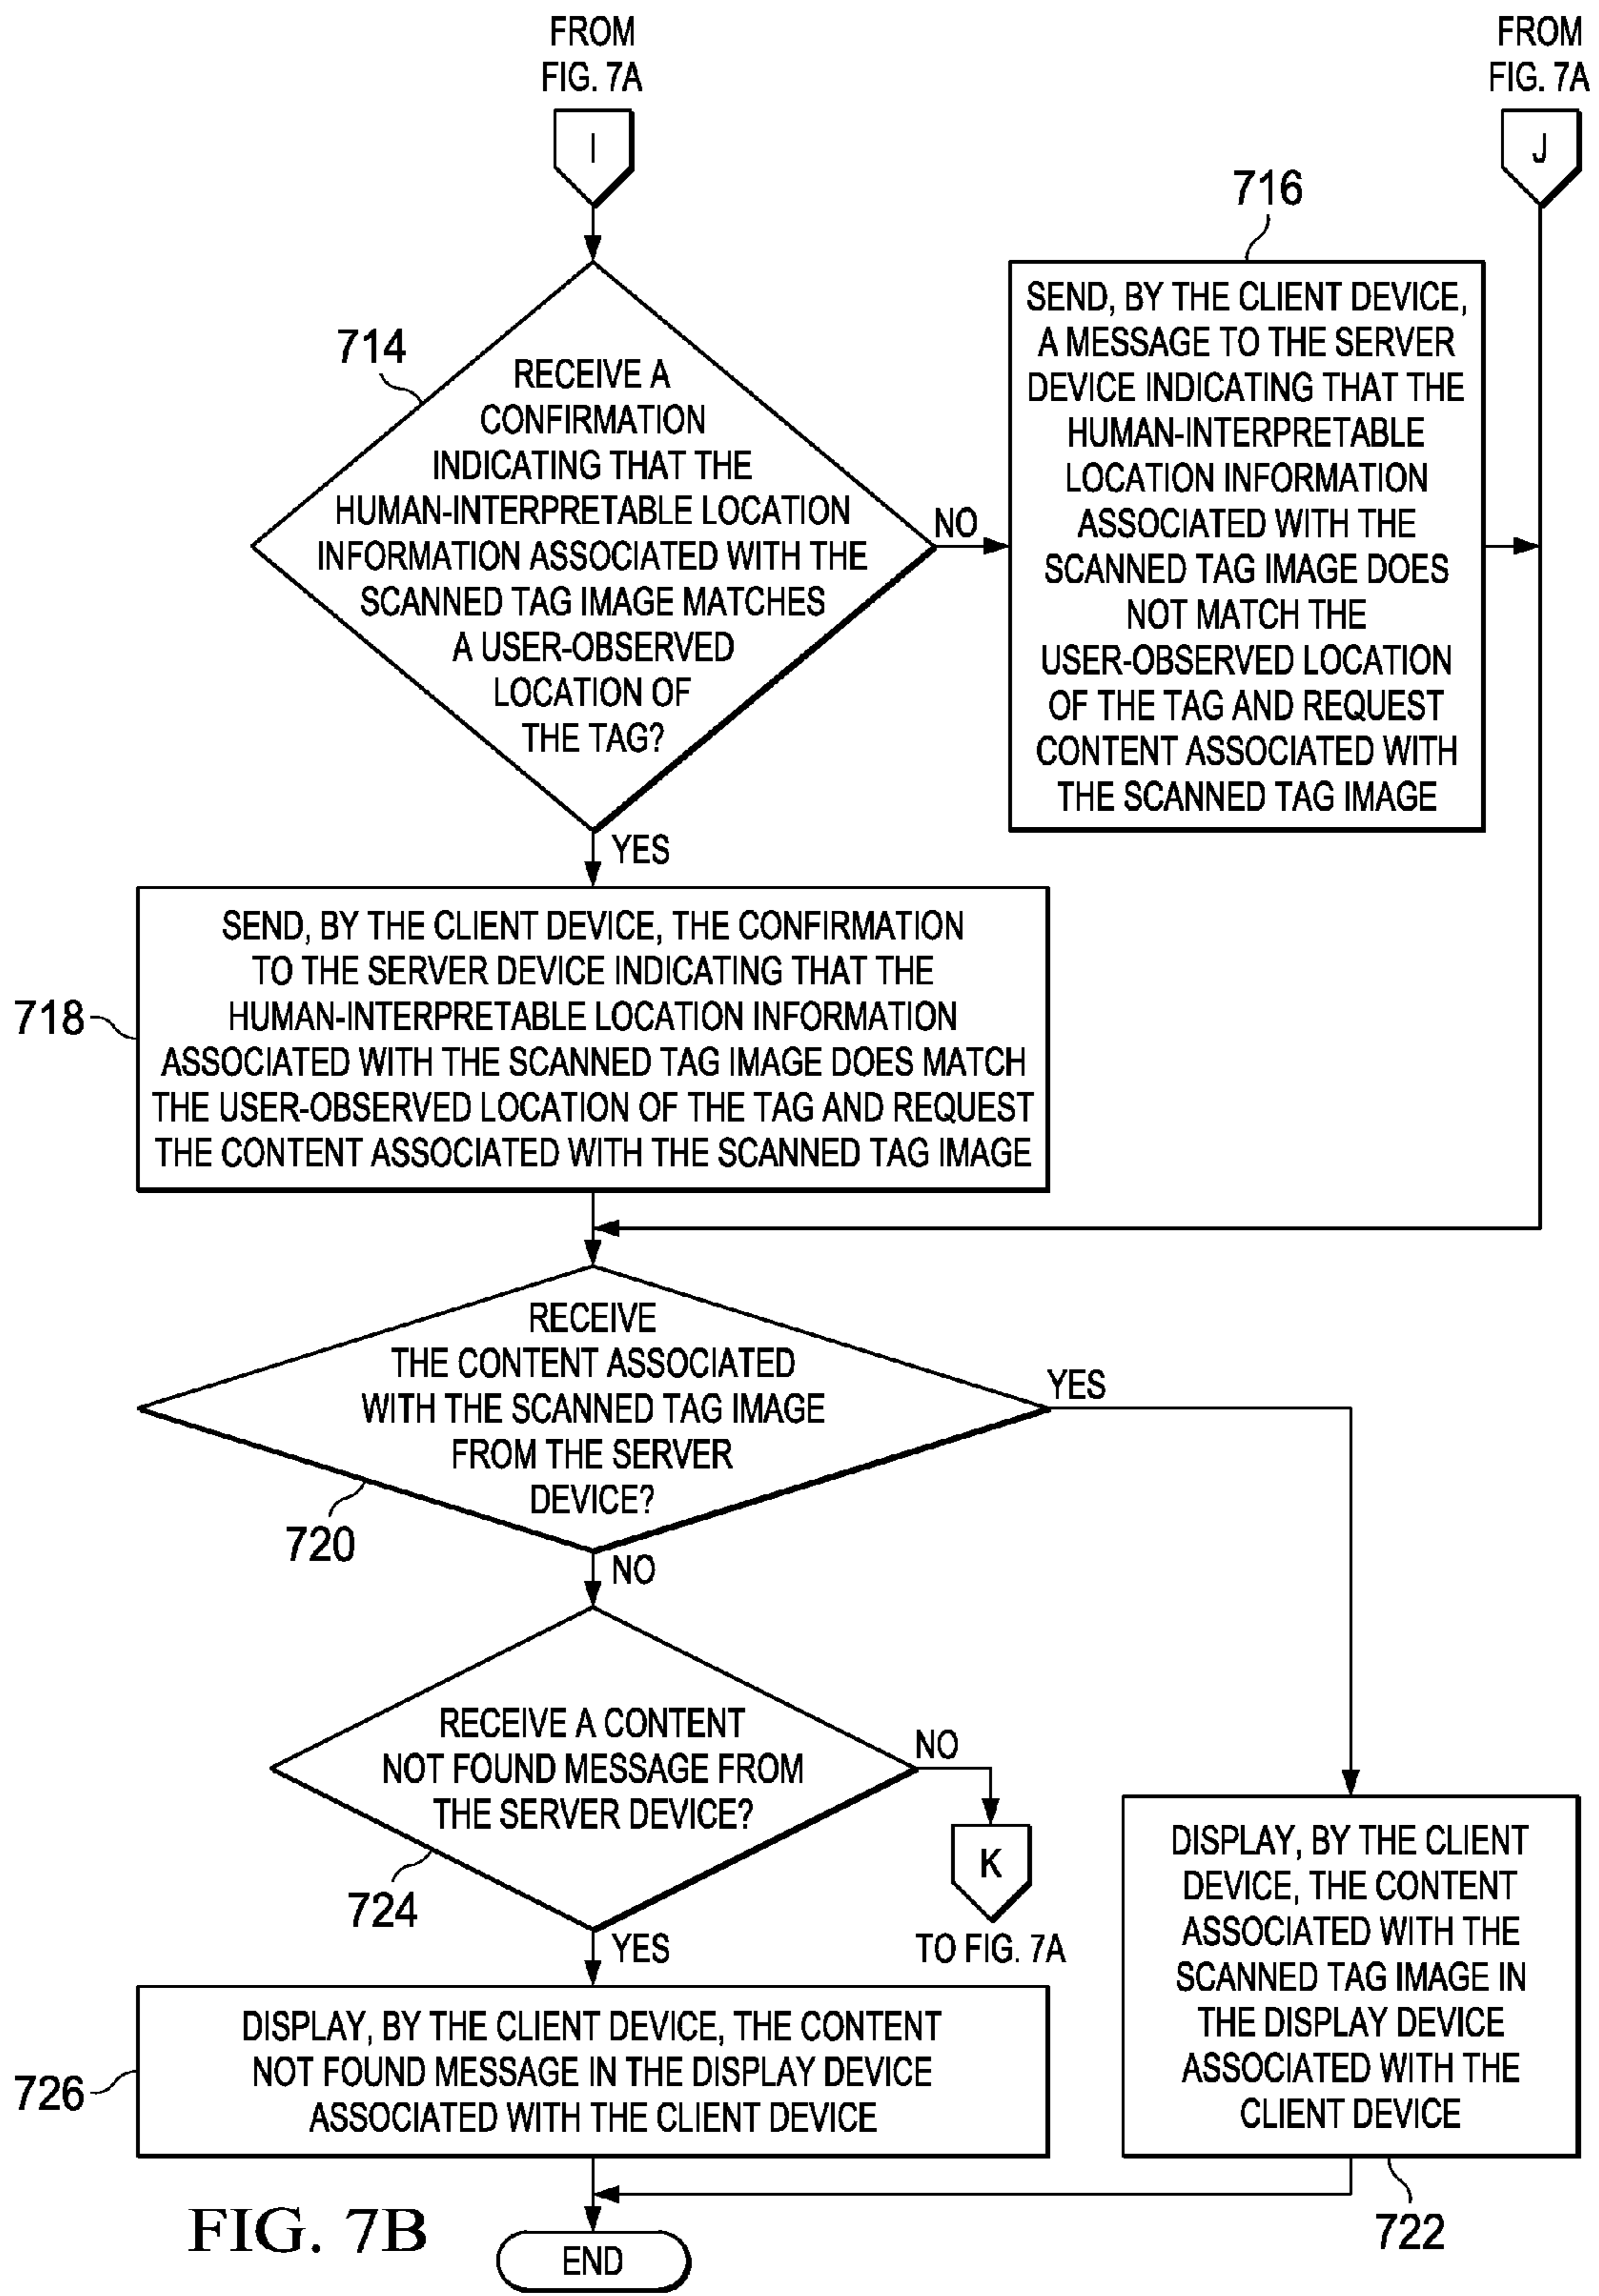 FROM
FIG. 7A
I
FROM
FIG. 7A
J
714
RECEIVE A
CONFIRMATION
INDICATING THAT THE
HUMAN-INTERPRETABLE LOCATION
INFORMATION ASSOCIATED WITH THE
SCANNED TAG IMAGE MATCHES
A USER-OBSERVED
LOCATION OF
THE TAG?
NO
716
SEND, BY THE CLIENT DEVICE,
A MESSAGE TO THE SERVER
DEVICE INDICATING THAT THE
HUMAN-INTERPRETABLE
LOCATION INFORMATION
ASSOCIATED WITH THE
SCANNED TAG IMAGE DOES
NOT MATCH THE
USER-OBSERVED LOCATION
OF THE TAG AND REQUEST
CONTENT ASSOCIATED WITH
THE SCANNED TAG IMAGE
YES
718
SEND, BY THE CLIENT DEVICE, THE CONFIRMATION
TO THE SERVER DEVICE INDICATING THAT THE
HUMAN-INTERPRETABLE LOCATION INFORMATION
ASSOCIATED WITH THE SCANNED TAG IMAGE DOES MATCH
THE USER-OBSERVED LOCATION OF THE TAG AND REQUEST
THE CONTENT ASSOCIATED WITH THE SCANNED TAG IMAGE
RECEIVE
THE CONTENT ASSOCIATED
WITH THE SCANNED TAG IMAGE
FROM THE SERVER
DEVICE?
YES
720
NO
RECEIVE A CONTENT
NOT FOUND MESSAGE FROM
THE SERVER DEVICE?
NO
K
TO FIG. 7A
724
YES
DISPLAY, BY THE CLIENT
DEVICE, THE CONTENT
ASSOCIATED WITH THE
SCANNED TAG IMAGE IN
THE DISPLAY DEVICE
ASSOCIATED WITH THE
CLIENT DEVICE
722
726
DISPLAY, BY THE CLIENT DEVICE, THE CONTENT
NOT FOUND MESSAGE IN THE DISPLAY DEVICE
ASSOCIATED WITH THE CLIENT DEVICE
FIG. 7B
END